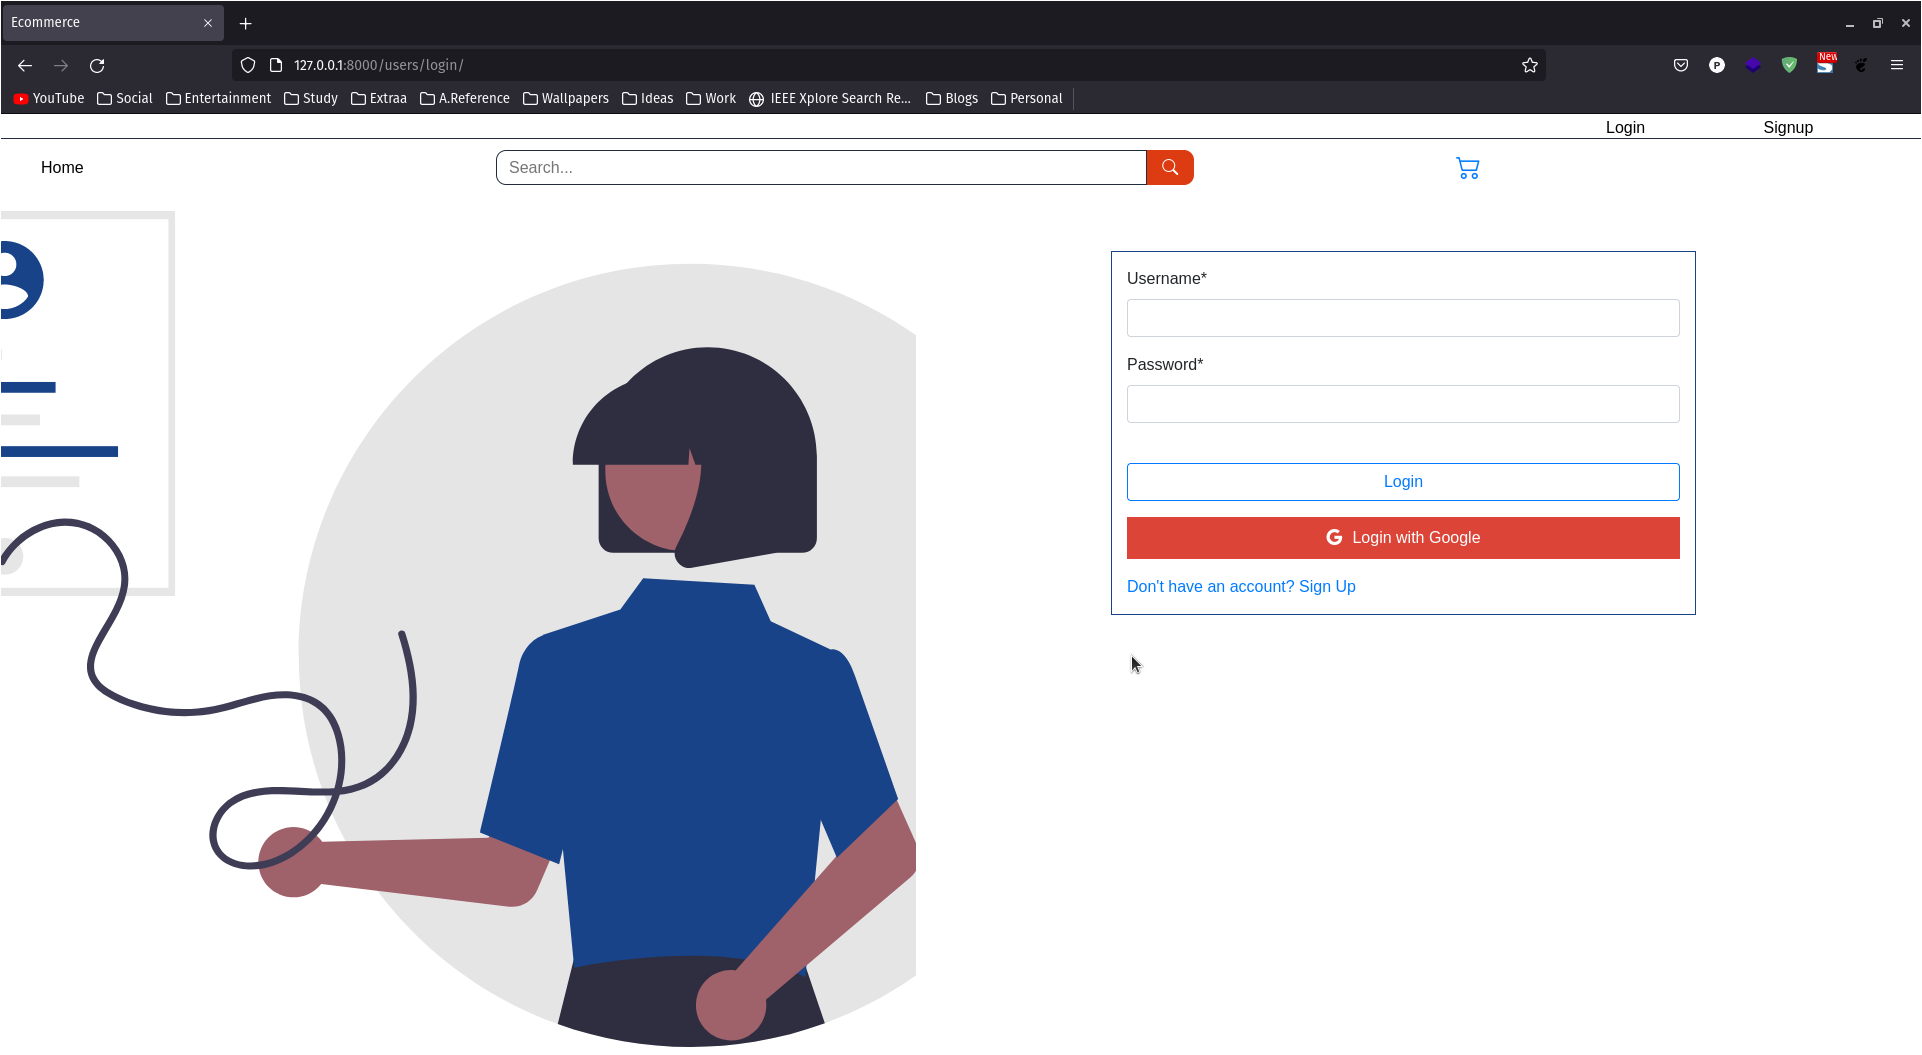 Ecommerce
127.0.0.1:8000/users/login/
New
YouTube Social Entertainment Study Extraa A.Reference Wallpapers Ideas Work IEEE Xplore Search Re... Blogs Personal
Login Signup
Home Search...
Username*
Password*
Login
G Login with Google
Don't have an account? Sign Up